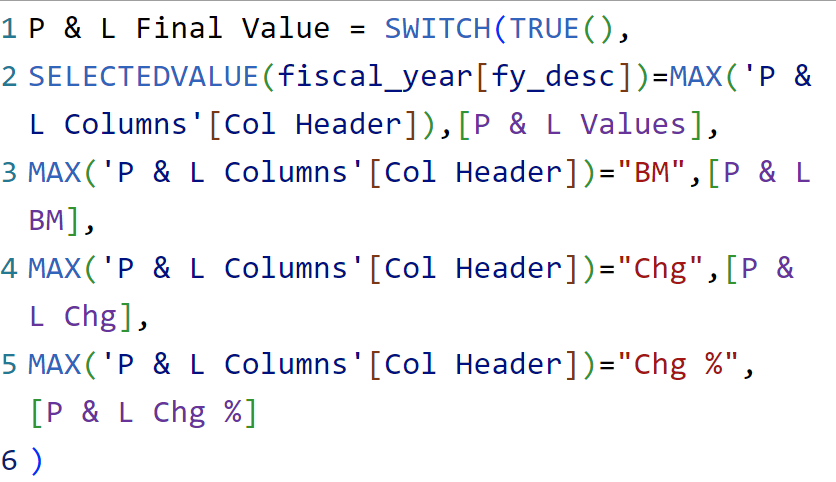 1 P & L Final Value = SWITCH(TRUE(),
2 SELECTEDVALUE(fiscal_year[fy_desc])=MAX('P &
L Columns'[Col Header]),[P & L Values],
3 MAX('P & L Columns'[Col Header])="BM",[P & L
BM],
4 MAX('P & L Columns'[Col Header])="Chg",[P &
L Chg],
5 MAX('P & L Columns'[Col Header])="Chg %",
[P & L Chg %]
6 )